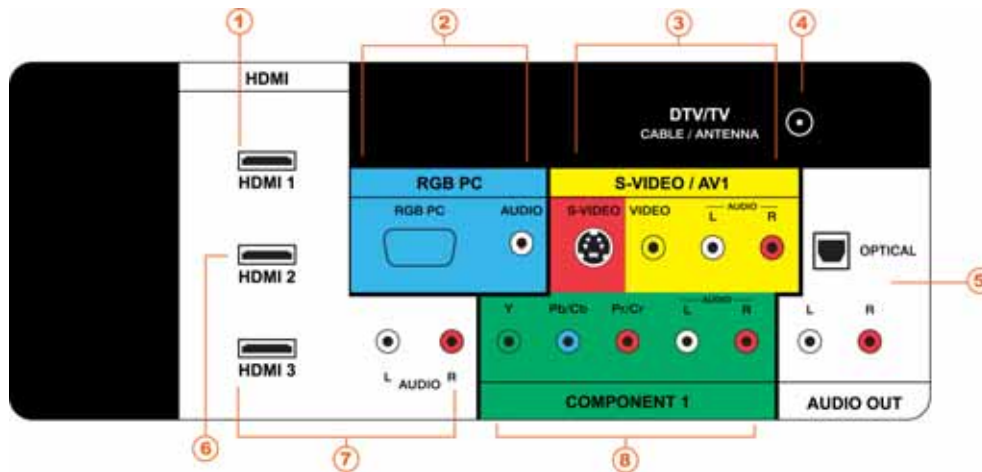 1
2
3
4
HDMI
DTV/TV
CABLE / ANTENNA
HDMI 1
RGB PC
S-VIDEO / AV1
RGB PC
AUDIO
S-VIDEO
VIDEO
AUDIO
L
R
OPTICAL
HDMI 2
6
5
Y
Pb/Cb
Pr/Cr
AUDIO
L
R
L
R
HDMI 3
L
AUDIO
R
COMPONENT 1
AUDIO OUT
7
8